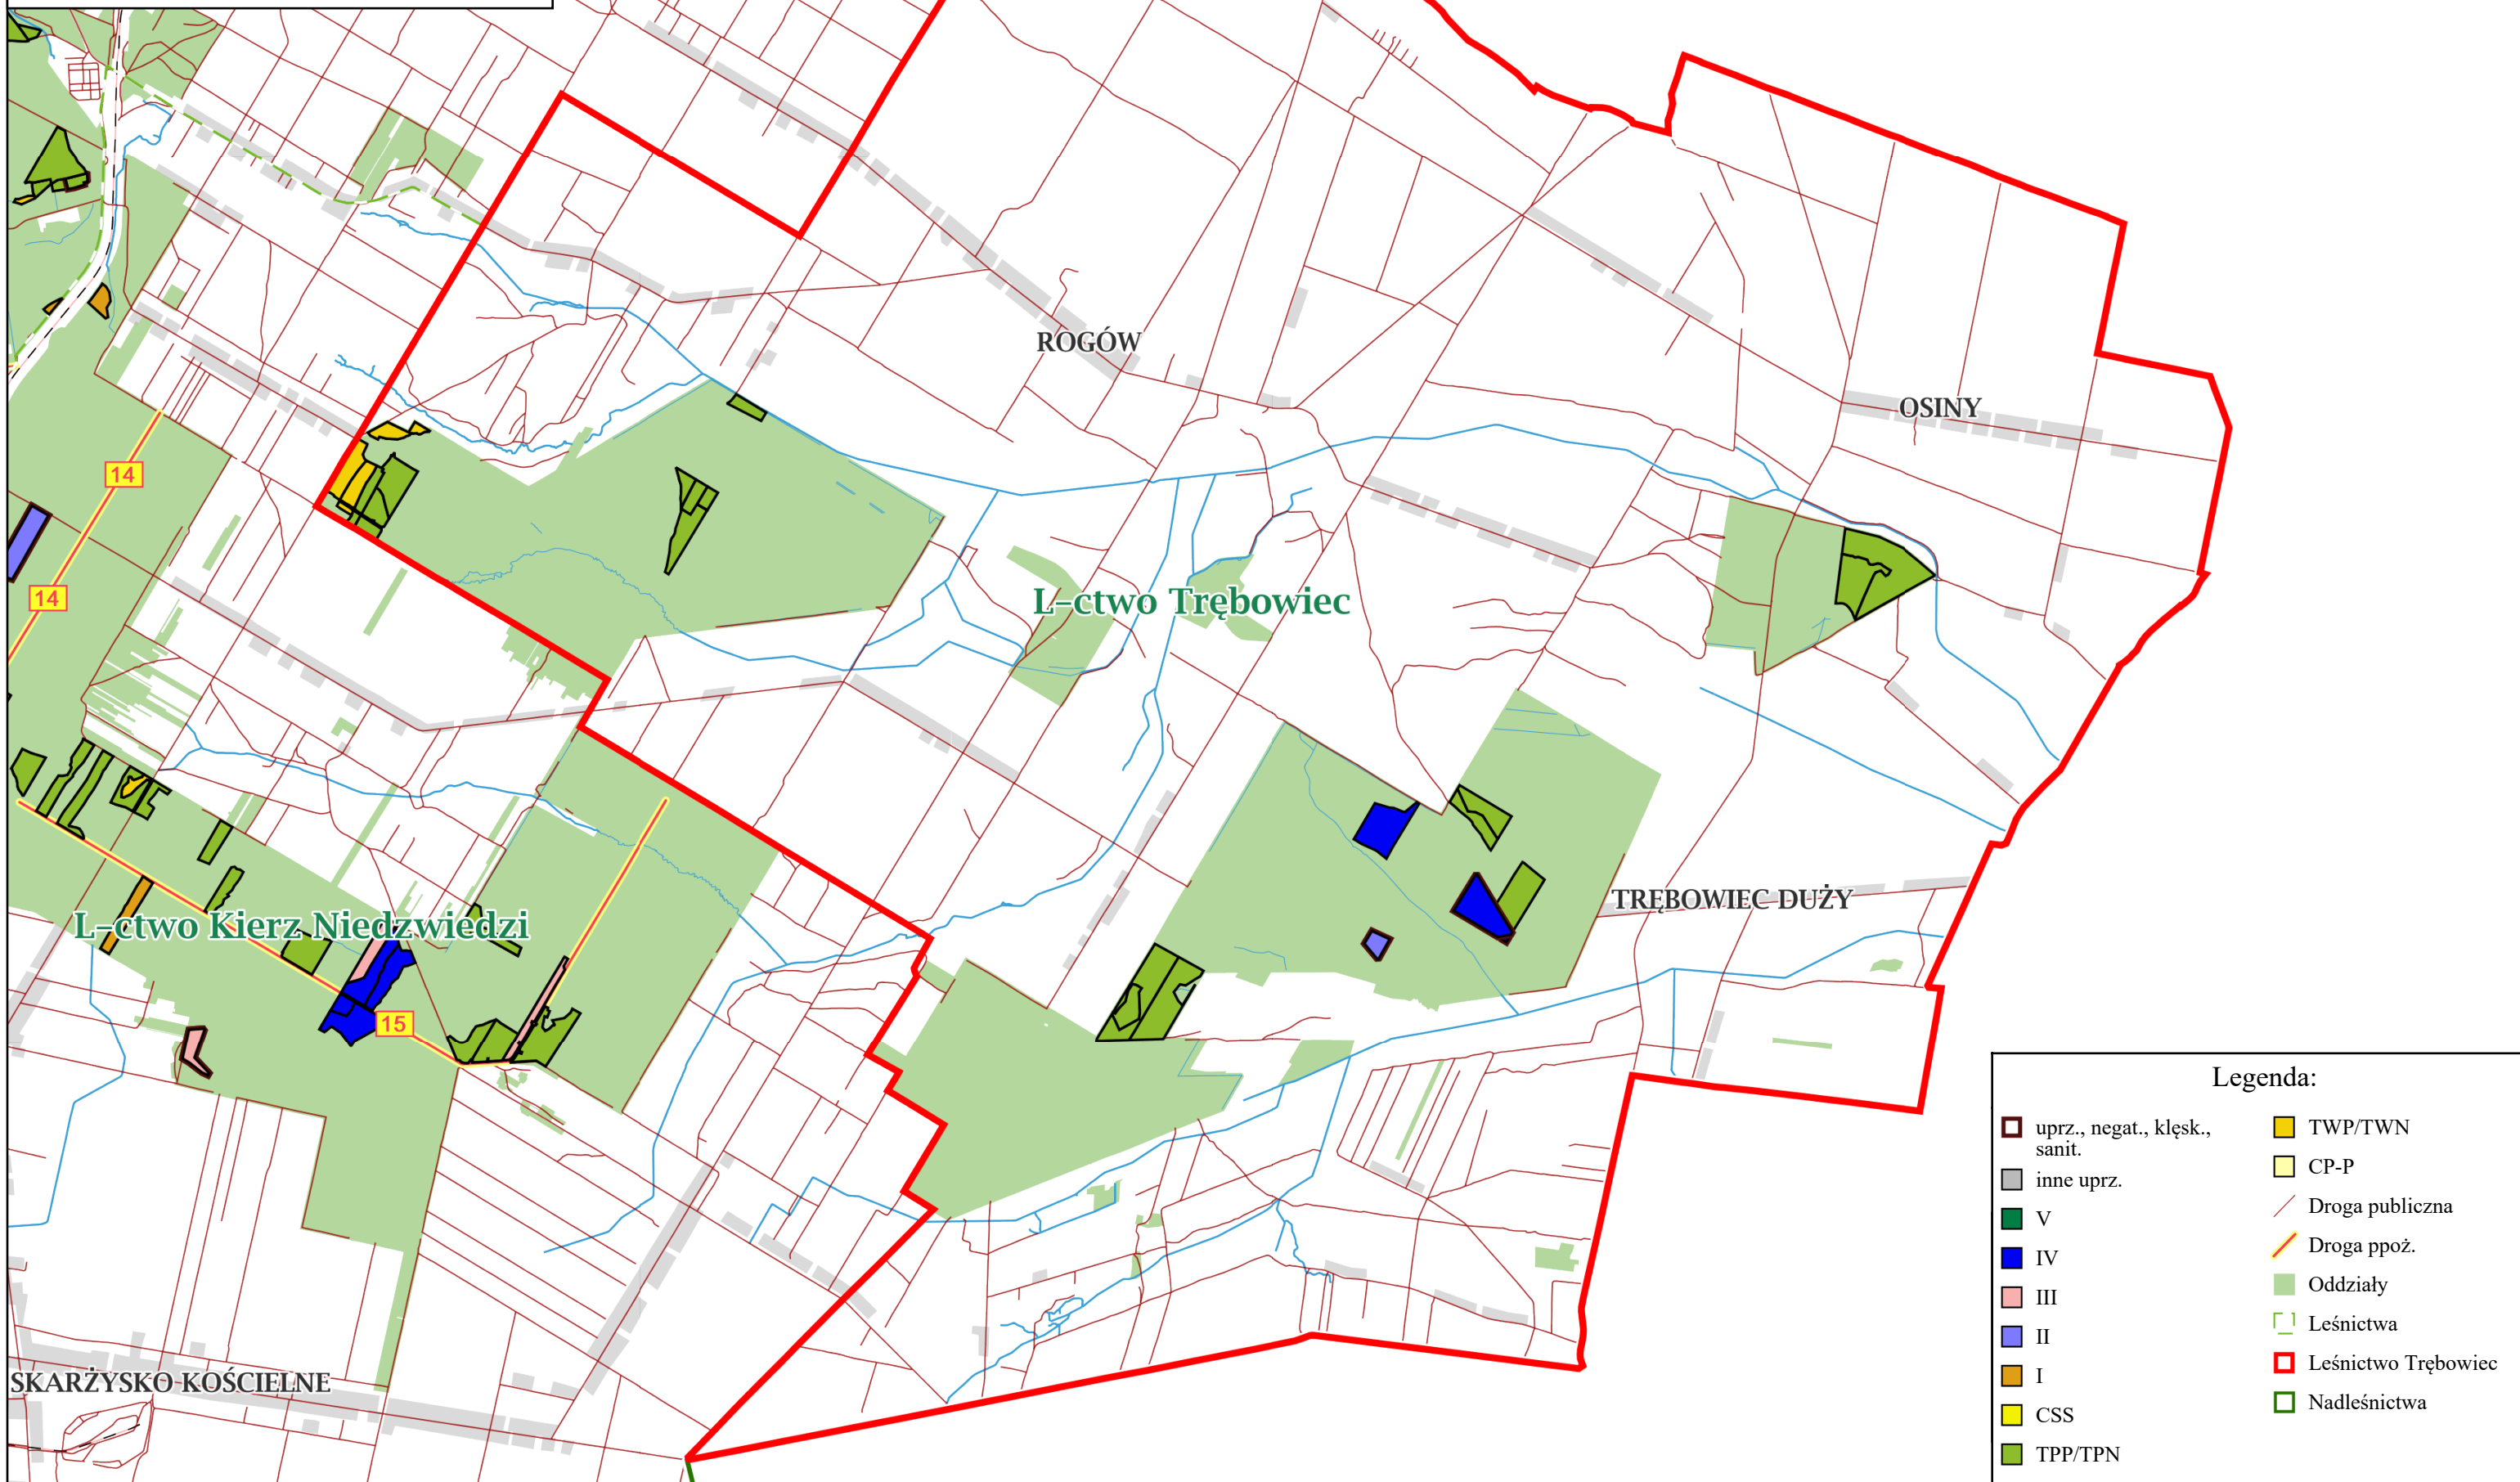 ROGÓW
OSINY
14
14
L-ctwo Trębowiec
TRĘBOWIEC DUŻY
L-ctwo Kierz Niedzwiedzi
15
SKARŻYSKO KOŚCIELNE
Legenda:
uprz., negat., klęsk.,
sanit.
inne uprz.
V
IV
III
II
I
CSS
TPP/TPN
TWP/TWN
CP-P
Droga publiczna
Droga ppoż.
Oddziały
Leśnictwa
Leśnictwo Trębowiec
Nadleśnictwa